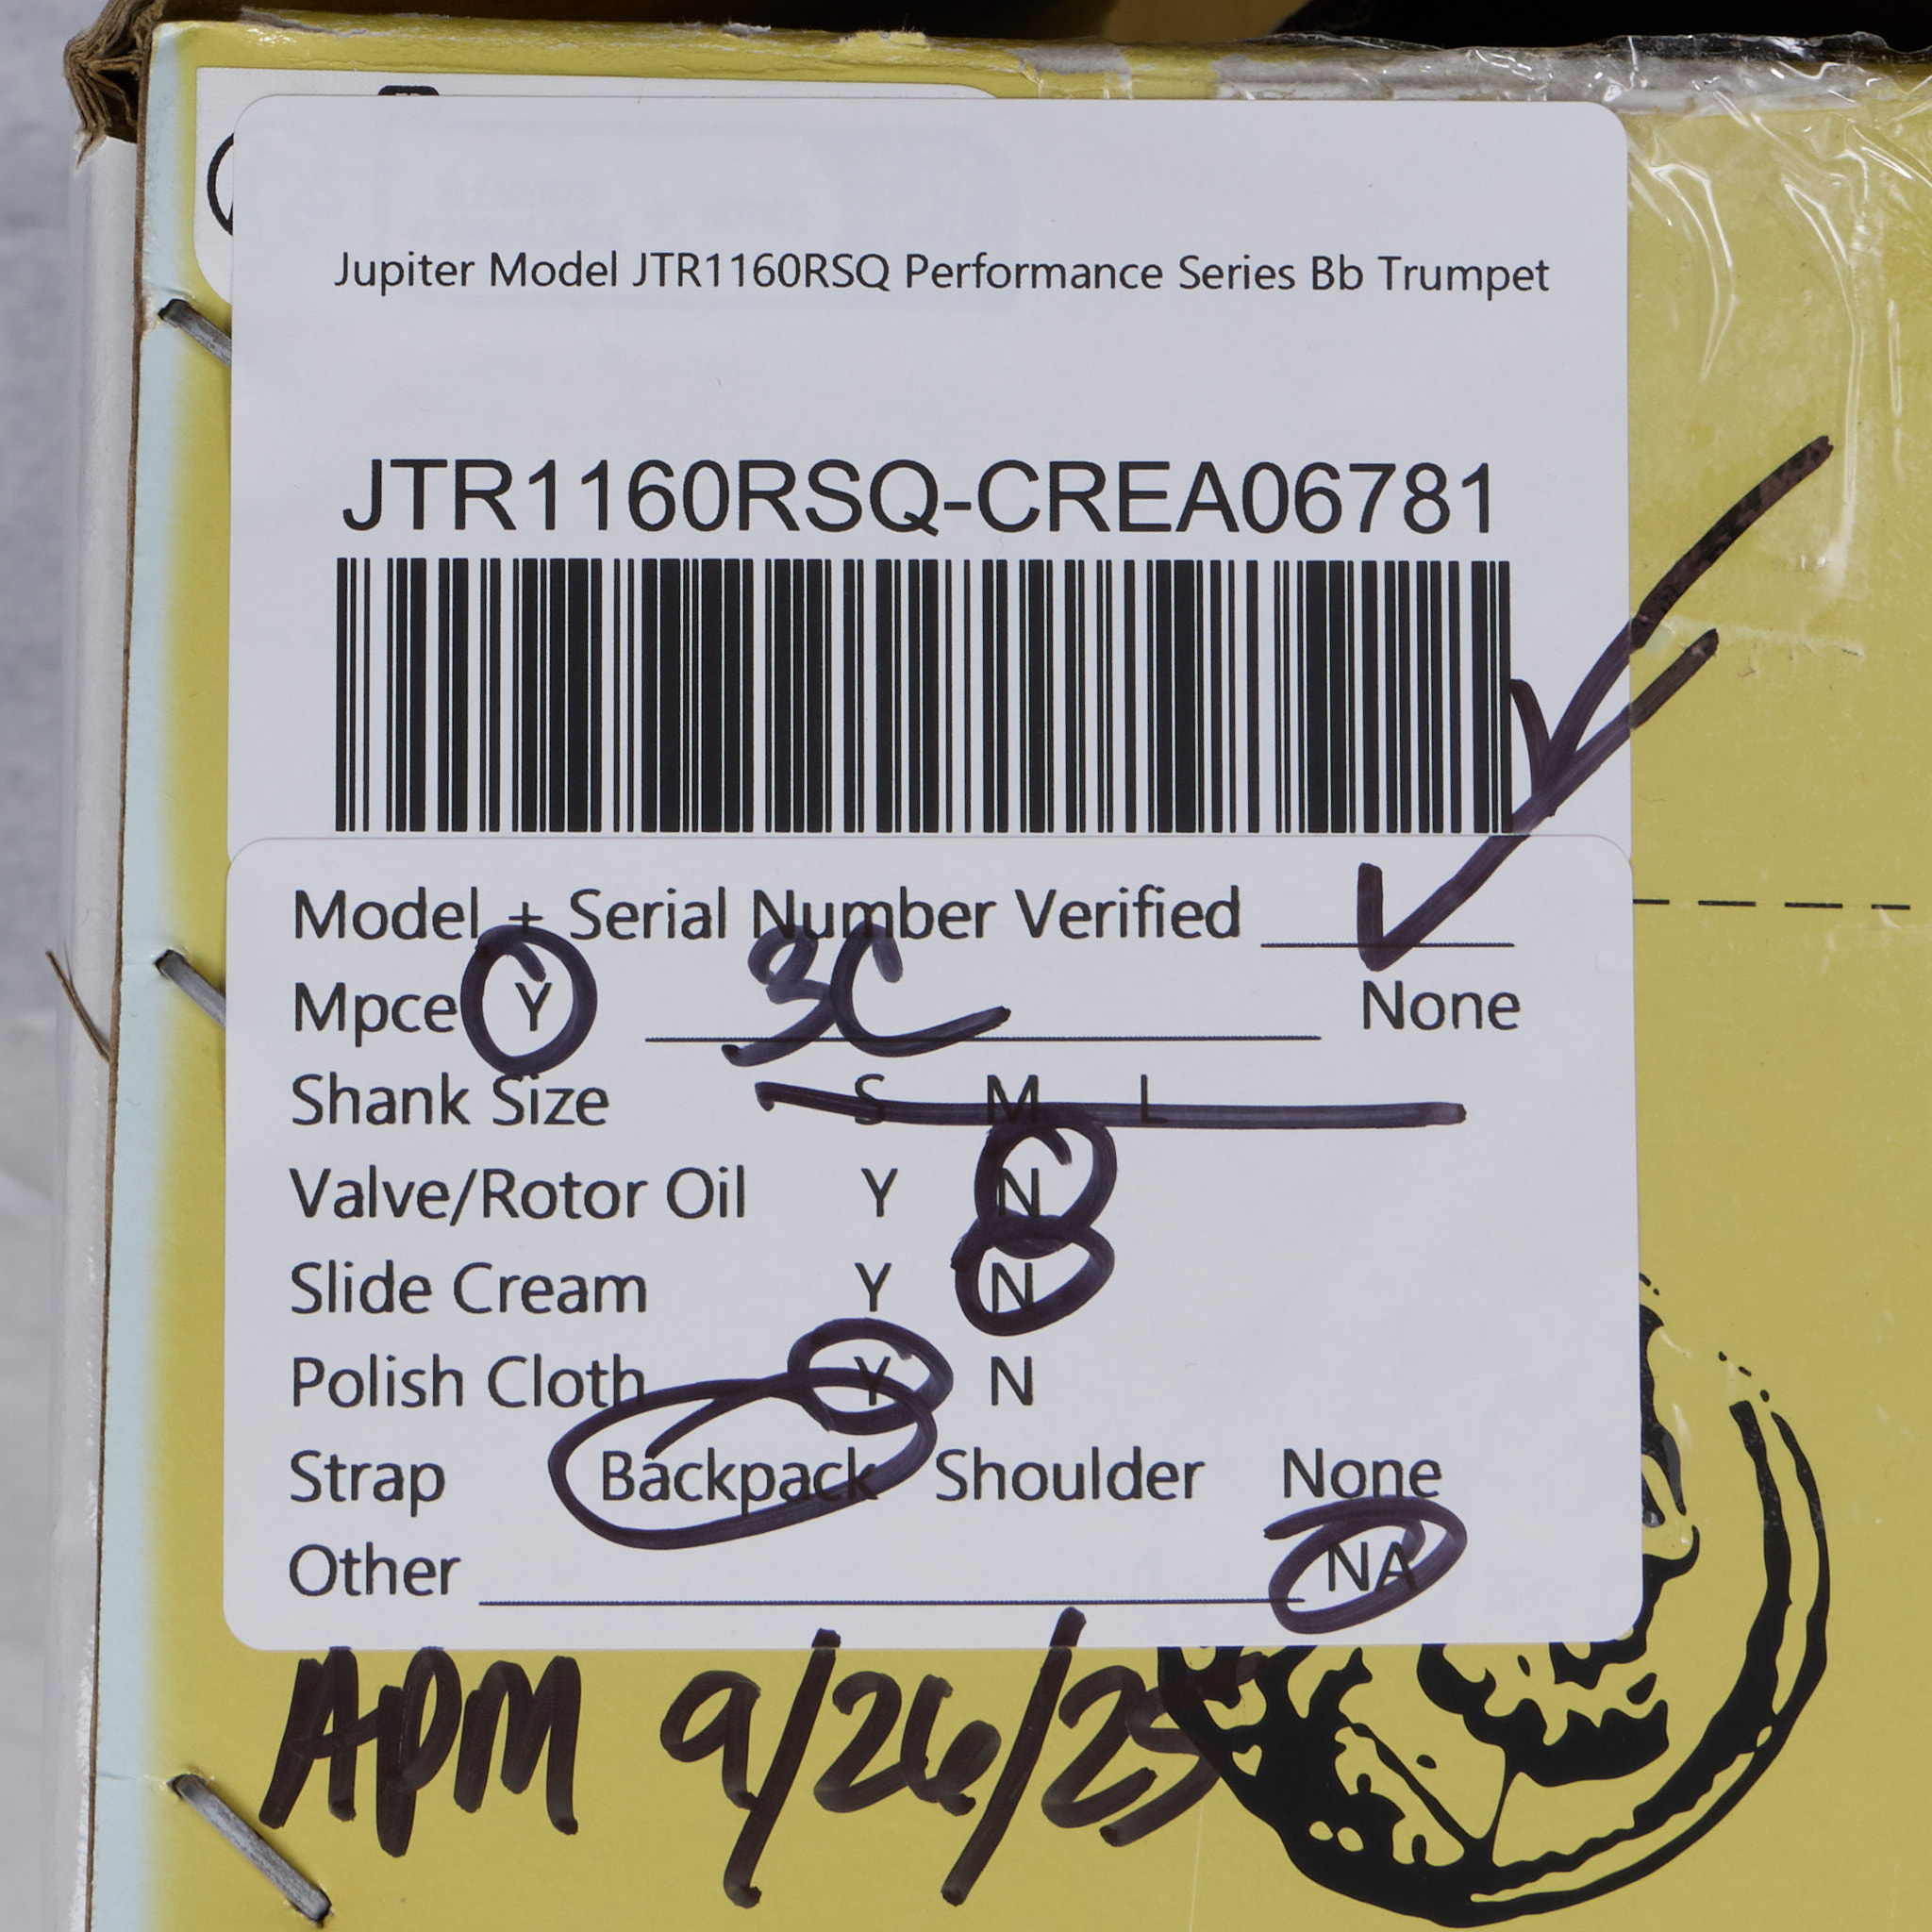 Jupiter Model JTR1160RSQ Performance Series Bb Trumpet
JTR1160RSQ-CREA06781
Model + Serial Number Verified ✓
Mpce Y 3C None
Shank Size S M L
Valve/Rotor Oil Y N
Slide Cream Y N
Polish Cloth Y N
Strap Backpack Shoulder None
Other NA
ADM 9/26/25